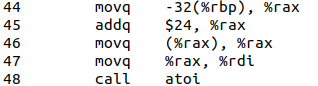 44 movq -32(%rbp), %rax
45 addq $24, %rax
46 movq (%rax), %rax
47 movq %rax, %rdi
48 call atoi